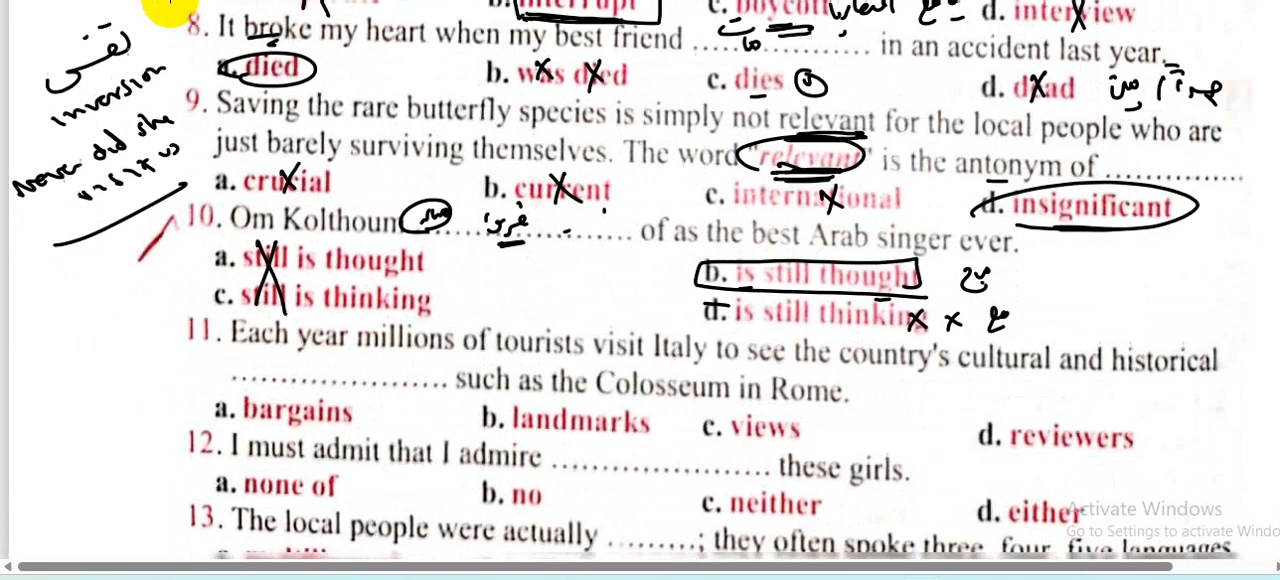 c. boycott d. interview
8. It broke my heart when my best friend ..................... in an accident last year.
a. died b. was died c. dies d. dead
9. Saving the rare butterfly species is simply not relevant for the local people who are
just barely surviving themselves. The word "relevant" is the antonym of ...............
a. crucial b. current c. international d. insignificant
10. Om Kolthoum ........................ of as the best Arab singer ever.
a. still is thought b. is still thought
c. still is thinking d. is still thinking
11. Each year millions of tourists visit Italy to see the country's cultural and historical
...................... such as the Colosseum in Rome.
a. bargains b. landmarks c. views d. reviewers
12. I must admit that I admire ...................... these girls.
a. none of b. no c. neither d. either
13. The local people were actually .........; they often spoke three, four, five languages
inversion
Never did she
Activate Windows
Go to Settings to activate Windo